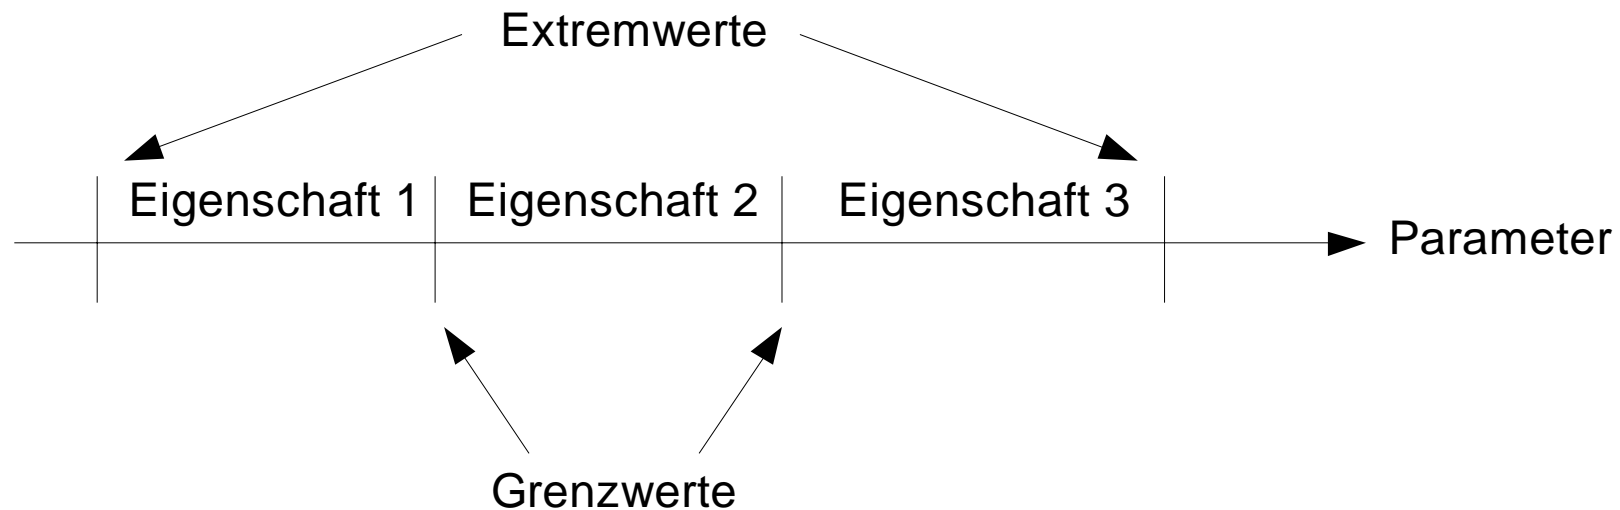 Extremwerte
Eigenschaft 1
Eigenschaft 2
Eigenschaft 3
Parameter
Grenzwerte